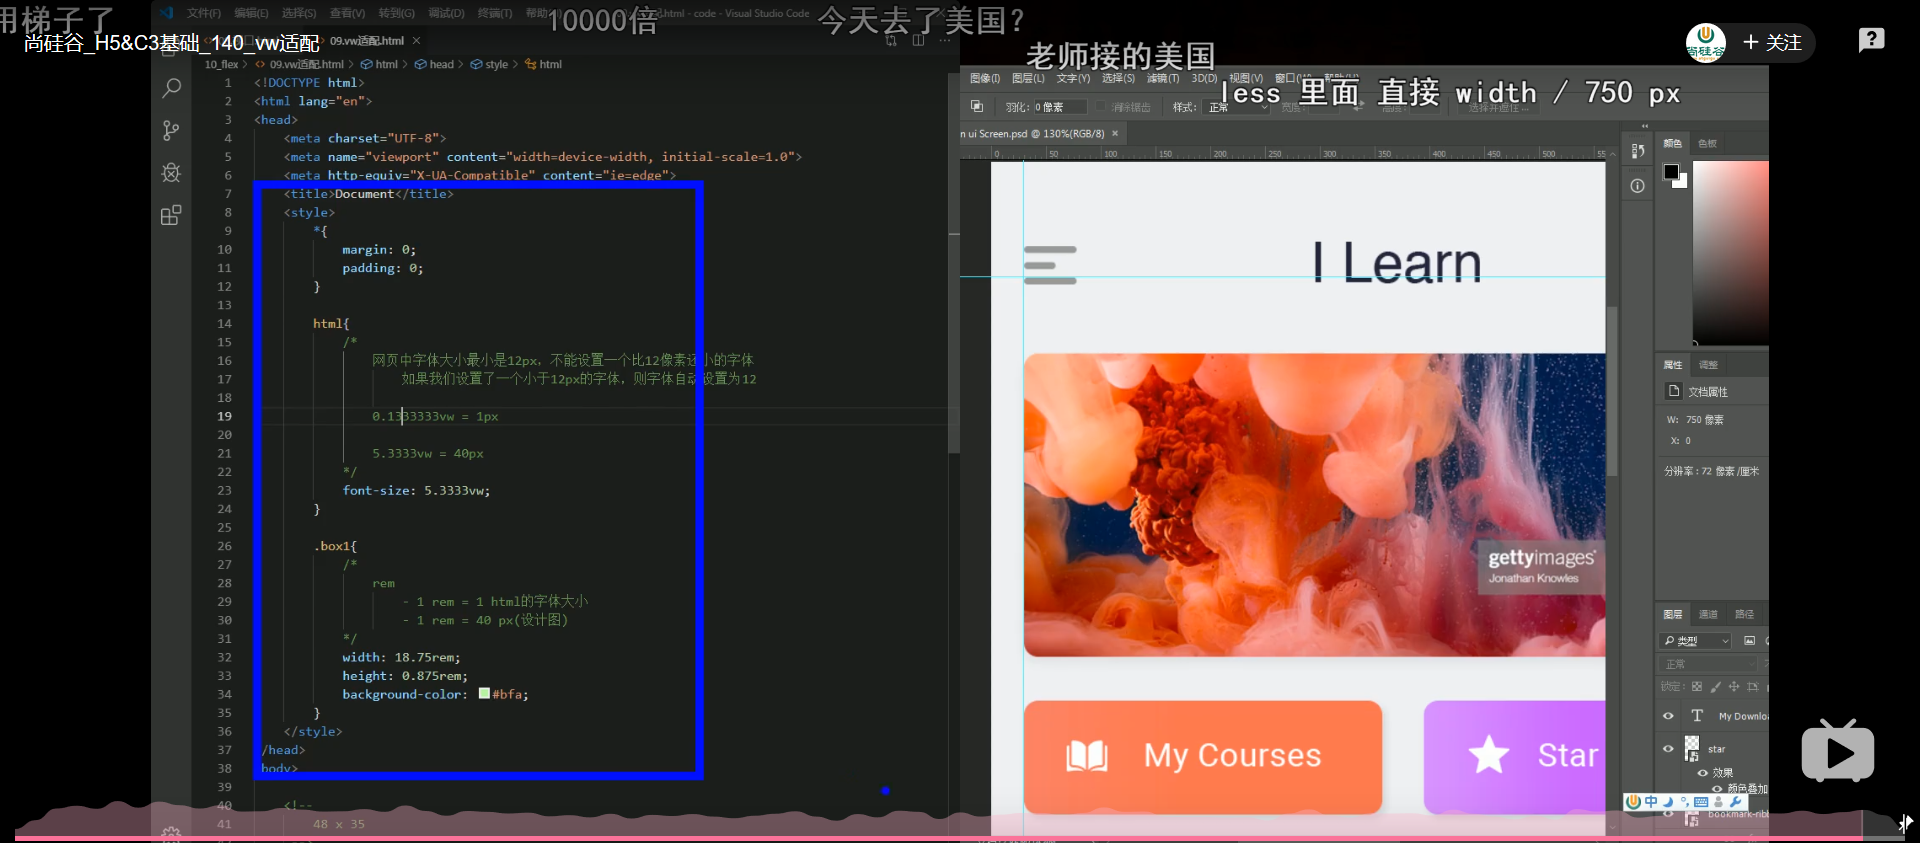 用梯子了
10000倍
今天去了美国？
尚硅谷_H5&C3基础_140_vw适配
老师接的美国
less 里面 直接 width / 750 px
关注
文件(F) 编辑(E) 选择(S) 查看(V) 转到(G) 调试(D) 终端(T) 帮助
.html - code - Visual Studio Code
09.vw适配.html
10_flex > 09.vw适配.html > html > head > style > html
1 <!DOCTYPE html>
2 <html lang="en">
3 <head>
4 <meta charset="UTF-8">
5 <meta name="viewport" content="width=device-width, initial-scale=1.0">
6 <meta http-equiv="X-UA-Compatible" content="ie=edge">
7 <title>Document</title>
8 <style>
9 *{
10 margin: 0;
11 padding: 0;
12 }
13
14 html{
15 /*
16 网页中字体大小最小是12px，不能设置一个比12像素还小的字体
17 如果我们设置了一个小于12px的字体，则字体自动设置为12
18
19 0.1333333vw = 1px
20
21 5.3333vw = 40px
22 */
23 font-size: 5.3333vw;
24 }
25
26 .box1{
27 /*
28 rem
29 - 1 rem = 1 html的字体大小
30 - 1 rem = 40 px(设计图)
31 */
32 width: 18.75rem;
33 height: 0.875rem;
34 background-color: #bfa;
35 }
36 </style>
37 /head>
38 body>
39
40 <!--
41 48 x 35
图像(I) 图层(L) 文字(Y) 选择(S) 滤镜(T) 3D(D) 视图(V) 窗口(W) 帮助(H)
羽化: 0 像素 消除锯齿 样式: 正常
n ui Screen.psd @ 130%(RGB/8) ×
0 50 100 150 200 250 300 350 400 450 500 55
I Learn
gettyimages®
Jonathan Knowles
My Courses
Star
颜色 色板
属性 调整
文档属性
W: 750 像素
X: 0
分辨率: 72 像素/厘米
图层 通道 路径
类型
正常
锁定:
My Downlo
star
效果
颜色叠加
bookmark-rib
中